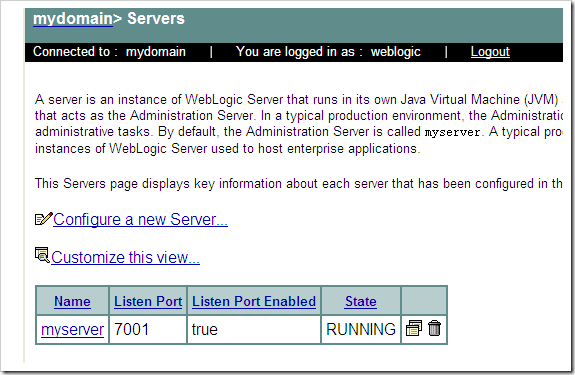 mydomain> Servers
Connected to : mydomain | You are logged in as : weblogic | Logout
A server is an instance of WebLogic Server that runs in its own Java Virtual Machine (JVM)
that acts as the Administration Server. In a typical production environment, the
administrative tasks. By default, the Administration Server is called myserver. A typical
instances of WebLogic Server used to host enterprise applications.
This Servers page displays key information about each server that has been configured in
Configure a new Server...
Customize this view...
Name Listen Port Listen Port Enabled State
myserver 7001 true RUNNING